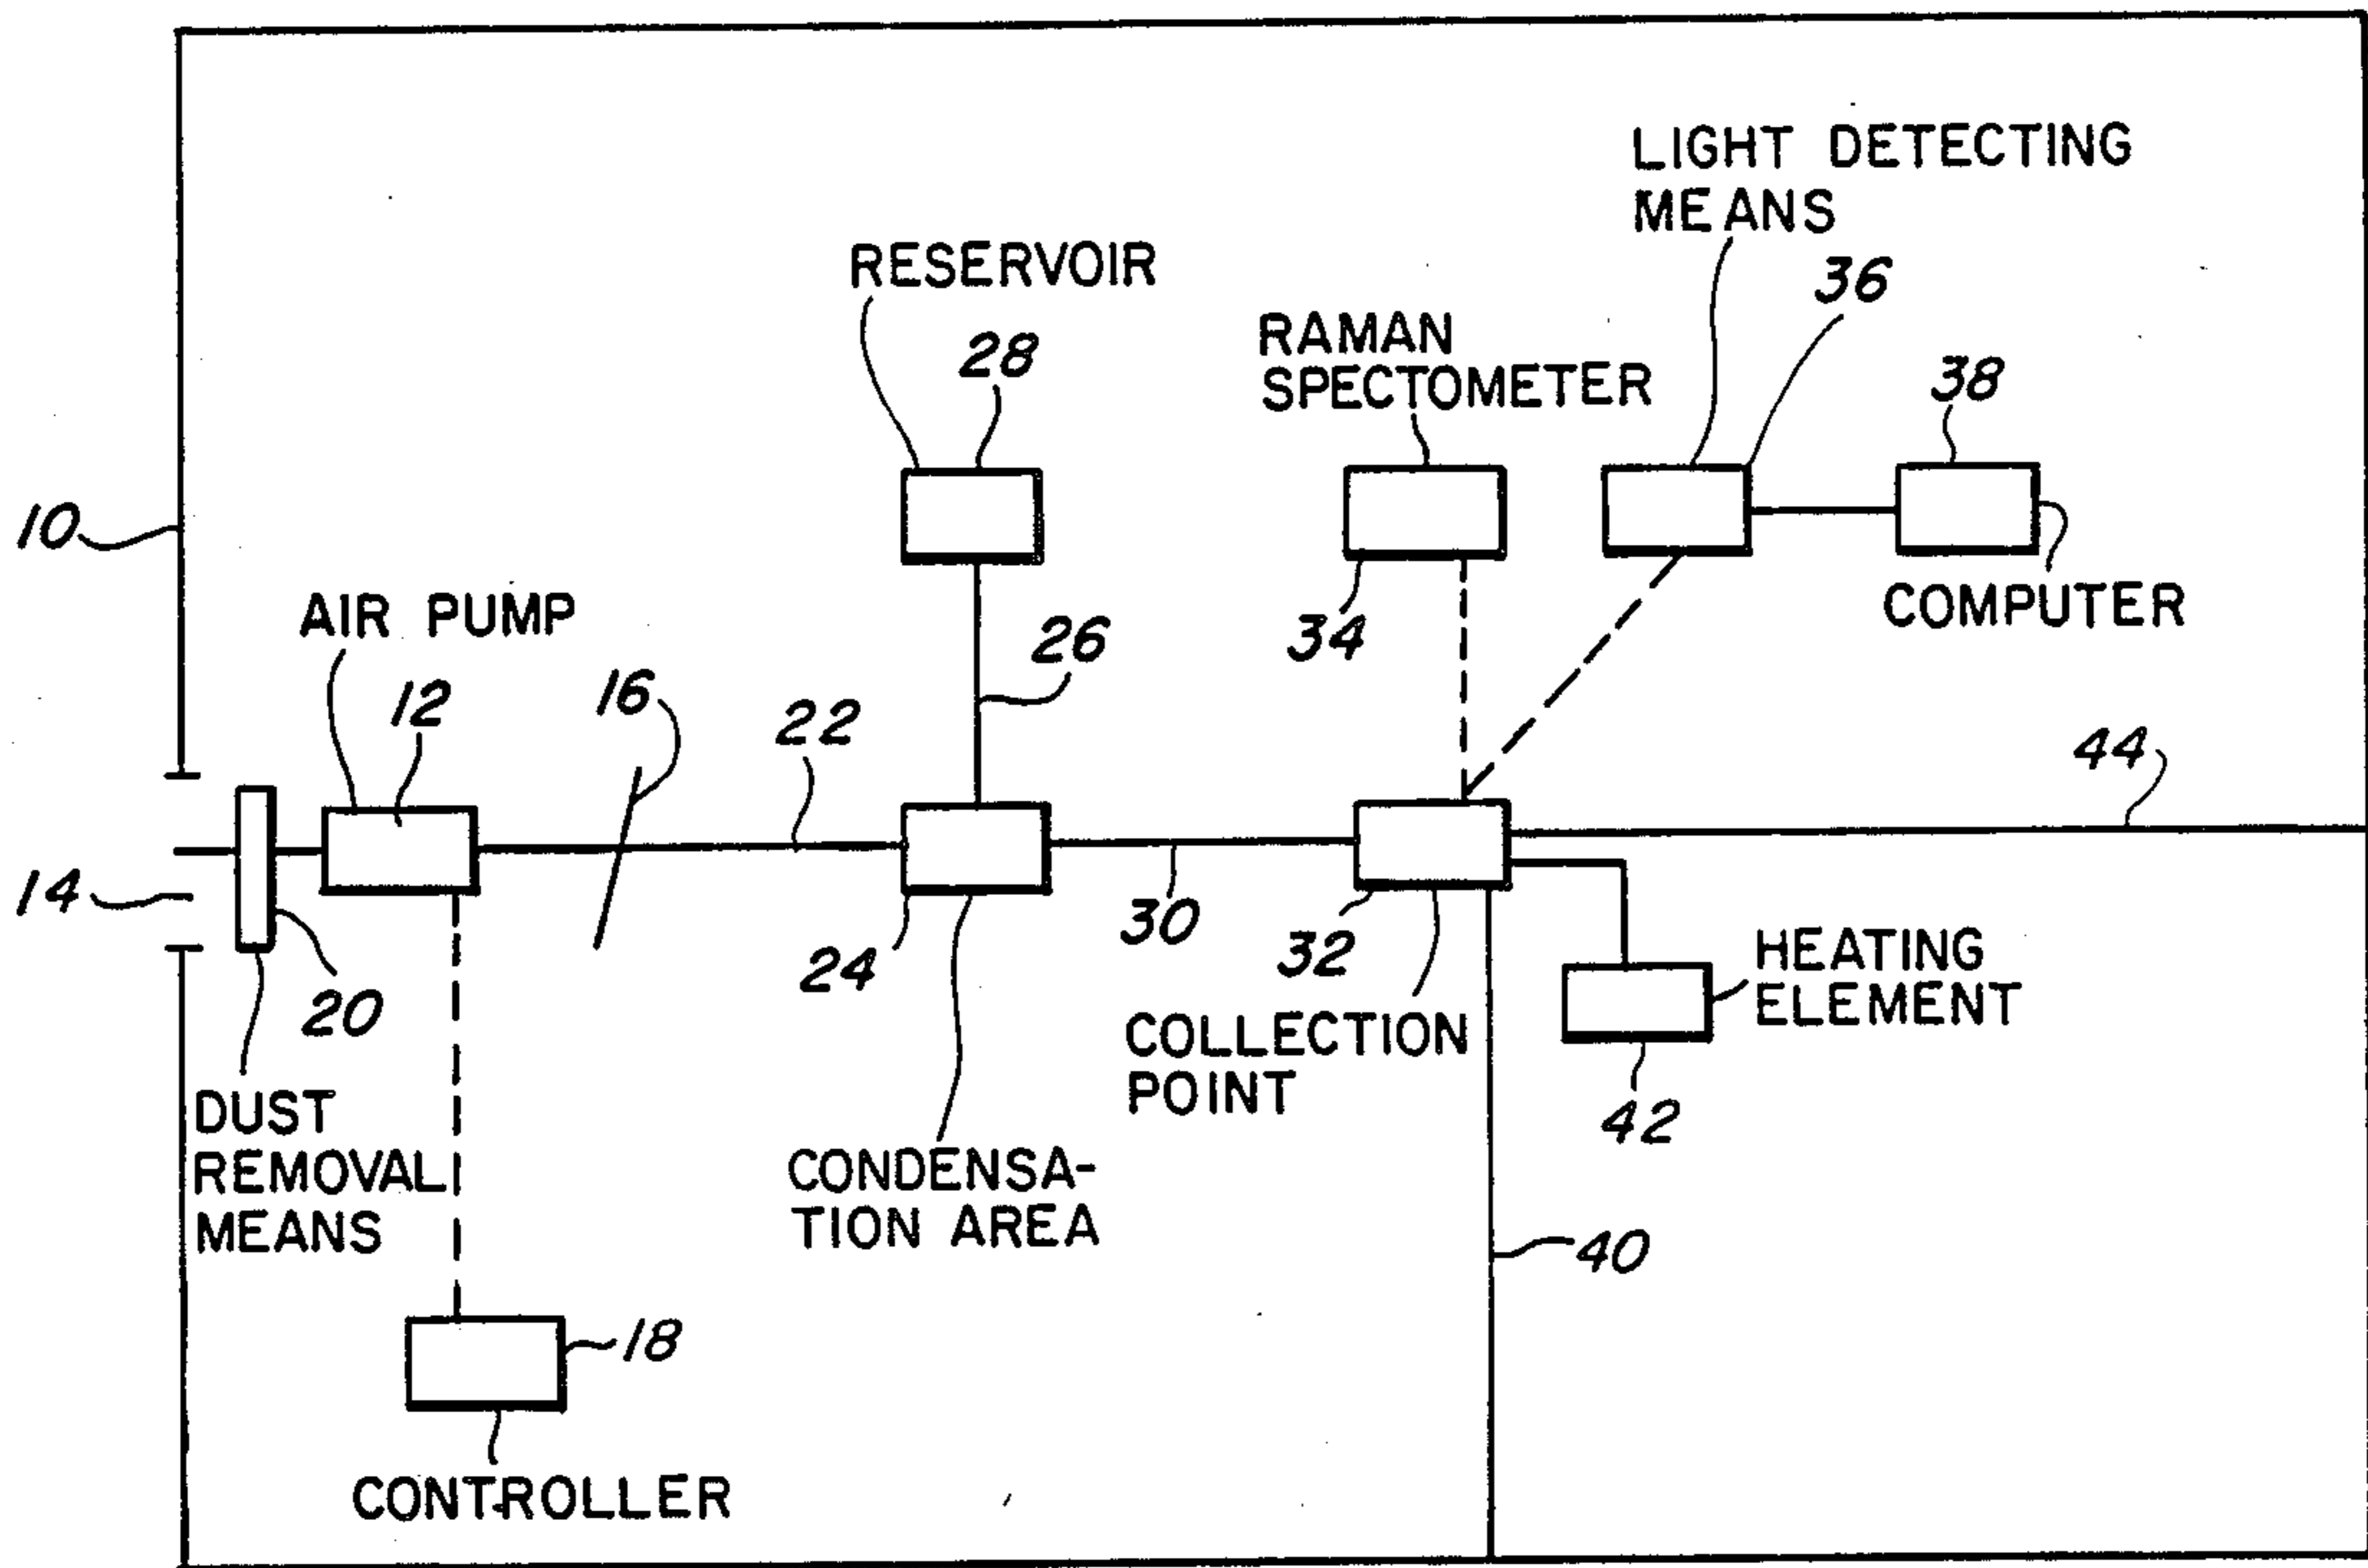 LIGHT DETECTING
MEANS
36
RESERVOIR
28
RAMAN
SPECTOMETER
38
10
AIR PUMP
12
16
22
26
34
COMPUTER
44
14
20
24
30
32
HEATING
ELEMENT
42
COLLECTION
POINT
DUST
REMOVAL
MEANS
CONDENSA-
TION AREA
40
18
CONTROLLER